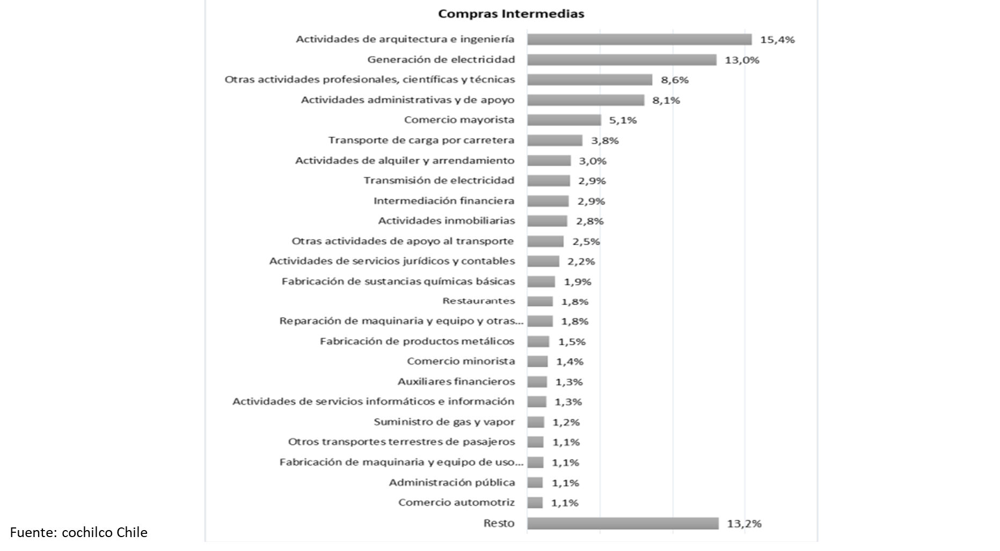 Compras Intermedias
Actividades de arquitectura e ingeniería 15,4%
Generación de electricidad 13,0%
Otras actividades profesionales, científicas y técnicas 8,6%
Actividades administrativas y de apoyo 8,1%
Comercio mayorista 5,1%
Transporte de carga por carretera 3,8%
Actividades de alquiler y arrendamiento 3,0%
Transmisión de electricidad 2,9%
Intermediación financiera 2,9%
Actividades inmobiliarias 2,8%
Otras actividades de apoyo al transporte 2,5%
Actividades de servicios jurídicos y contables 2,2%
Fabricación de sustancias químicas básicas 1,9%
Restaurantes 1,8%
Reparación de maquinaria y equipo y otras... 1,8%
Fabricación de productos metálicos 1,5%
Comercio minorista 1,4%
Auxiliares financieros 1,3%
Actividades de servicios informáticos e información 1,3%
Suministro de gas y vapor 1,2%
Otros transportes terrestres de pasajeros 1,1%
Fabricación de maquinaria y equipo de uso... 1,1%
Administración pública 1,1%
Comercio automotriz 1,1%
Resto 13,2%
Fuente: cochilco Chile